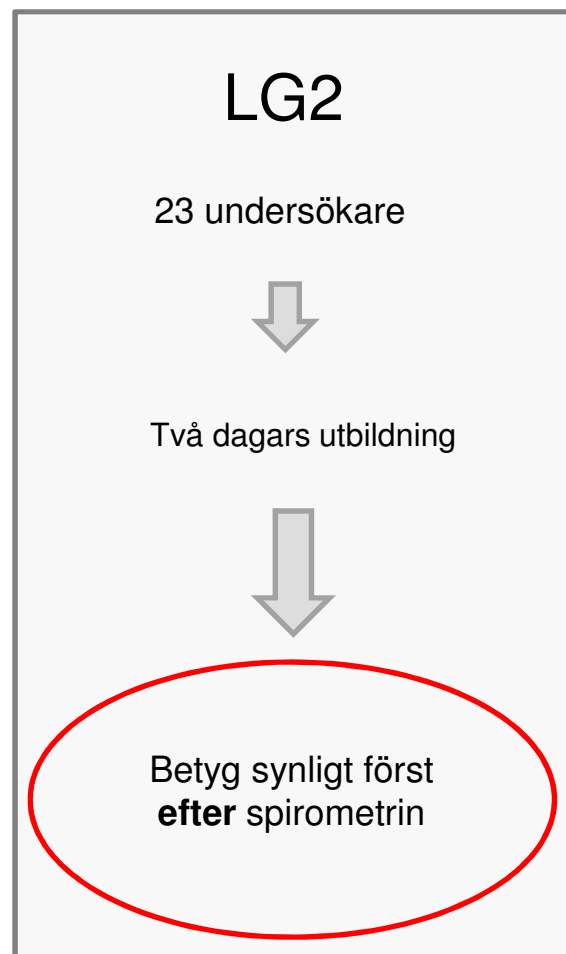 LG2
23 undersökare
Två dagars utbildning
Betyg synligt först
efter spirometrin